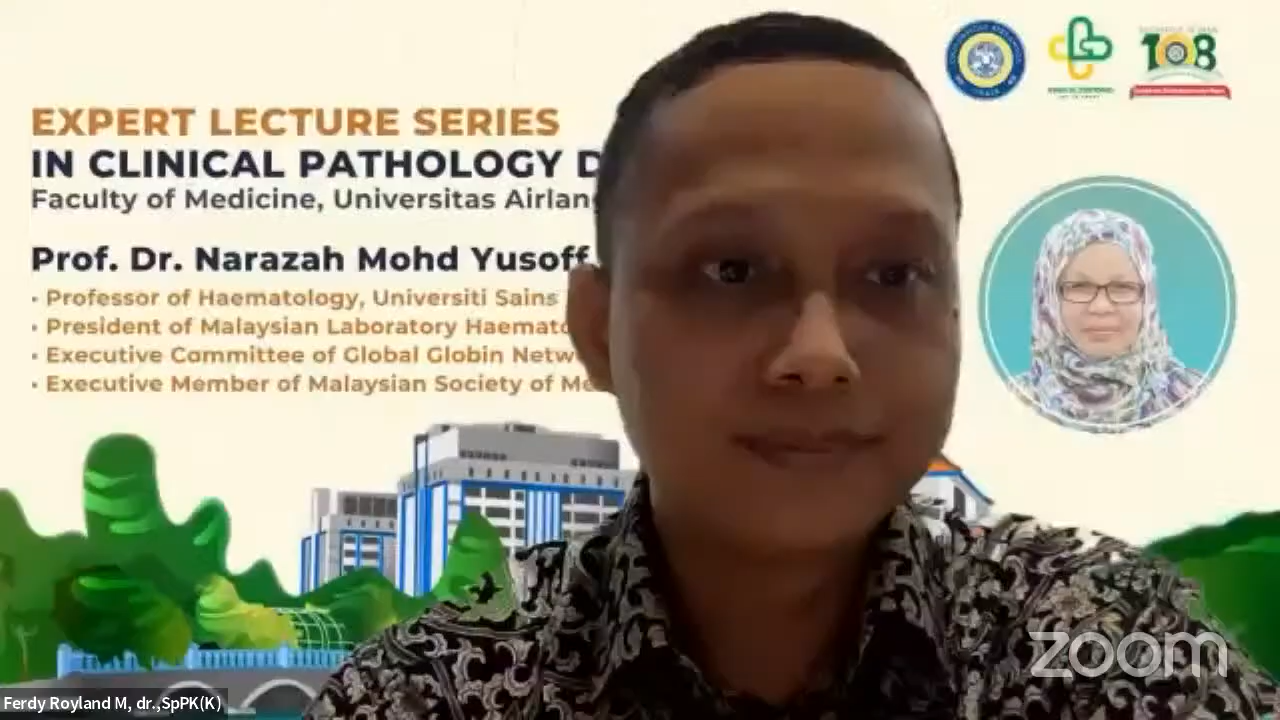 EXPERT LECTURE SERIES
IN CLINICAL PATHOLOGY D
Faculty of Medicine, Universitas Airlan
Prof. Dr. Narazah Mohd Yusoff,
• Professor of Haematology, Universiti Sains
• President of Malaysian Laboratory Haemato
• Executive Committee of Global Globin Netw
• Executive Member of Malaysian Society of Me
108
zoom
Ferdy Royland M, dr.,SpPK(K)